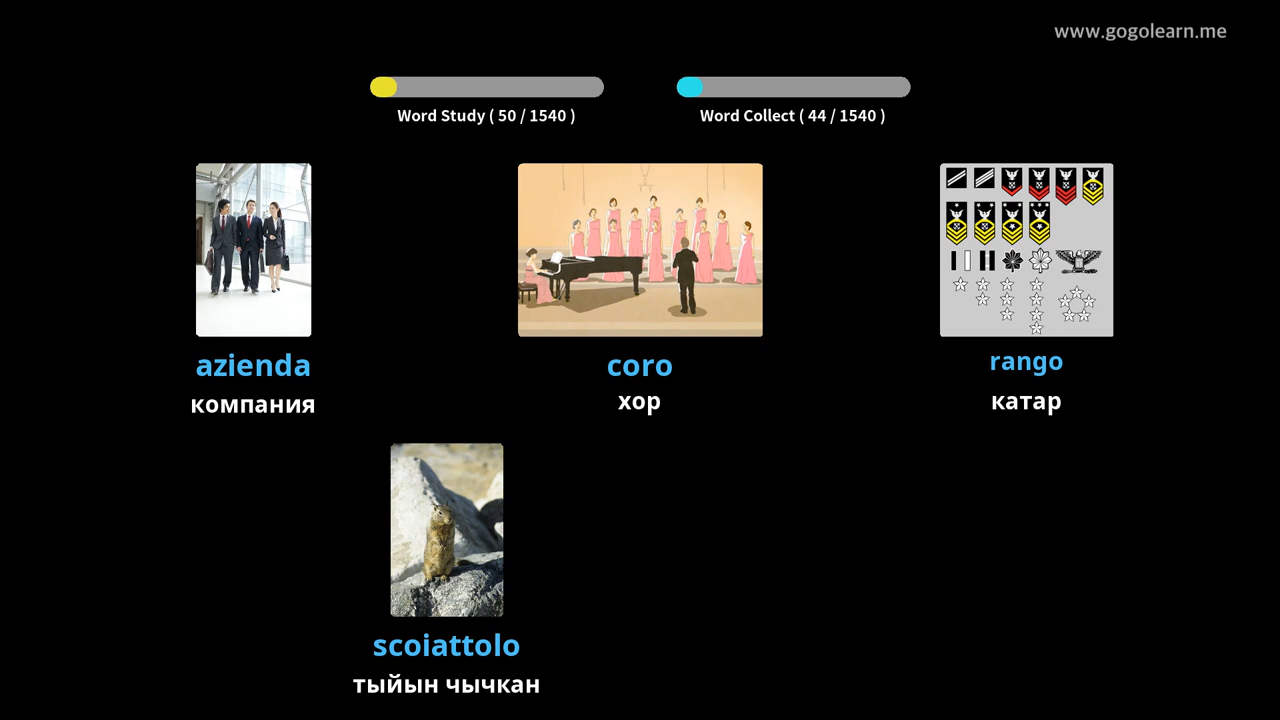 www.gogolearn.me
Word Study ( 50 / 1540 )
Word Collect ( 44 / 1540 )
azienda
компания
coro
хор
rango
катар
scoiattolo
тыйын чычкан